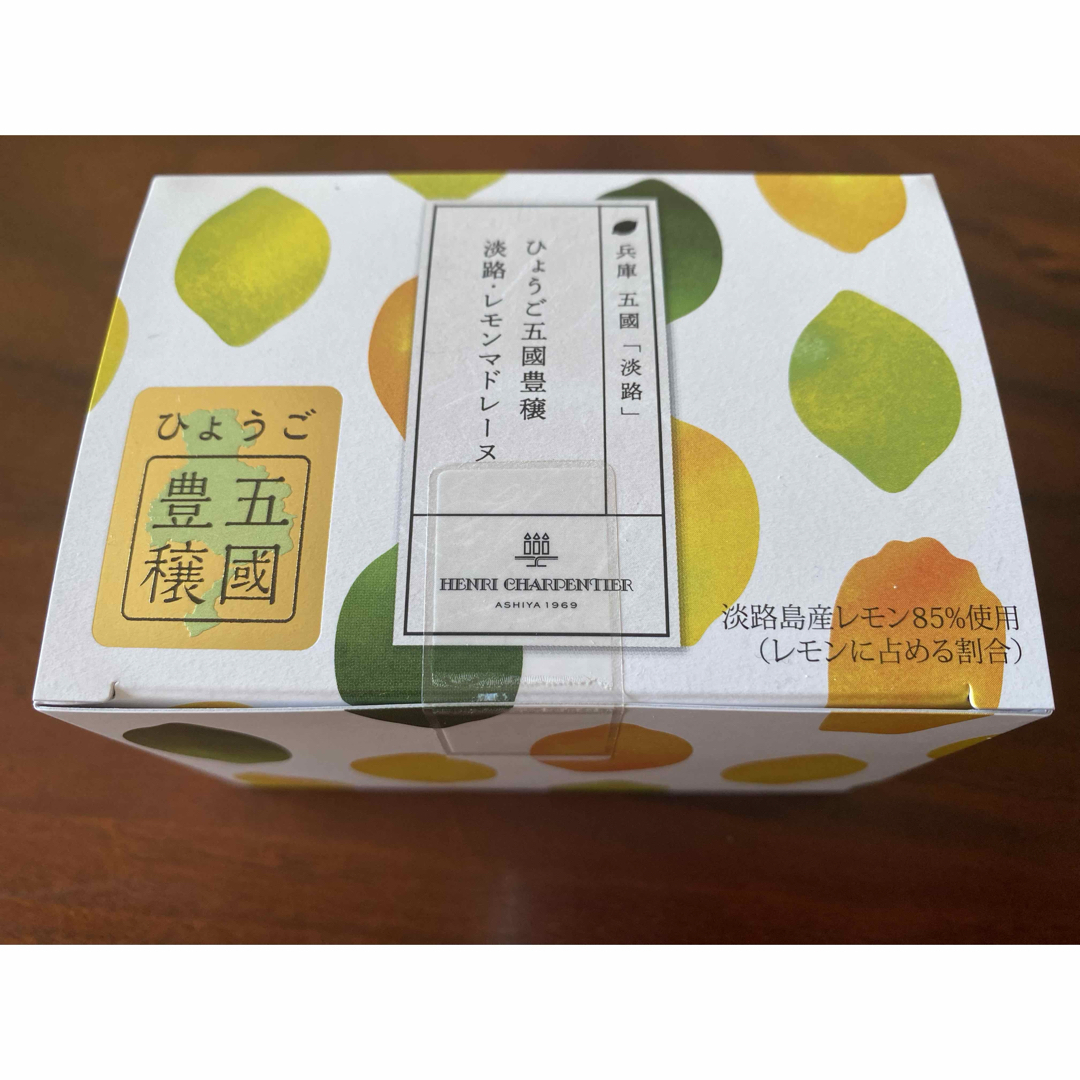 兵庫 五國「淡路」
ひょうご五國豊穣
淡路・レモンマドレーヌ
HENRI CHARPENTIER
ASHIYA 1969
ひょうご
五國
豊穣
淡路島産レモン85%使用
（レモンに占める割合）